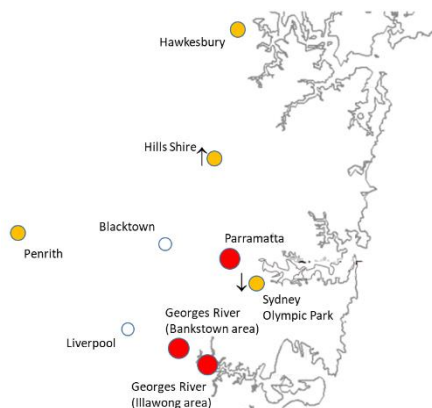 Hawkesbury
Hills Shire
Blacktown
Parramatta
Penrith
Sydney
Olympic Park
Georges River
(Bankstown area)
Liverpool
Georges River
(Illawong area)